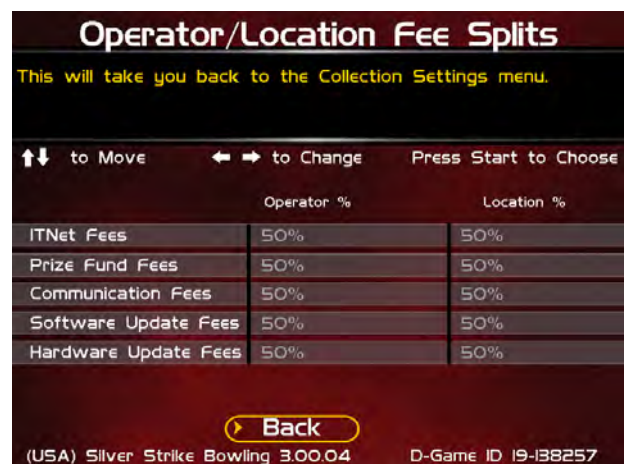 Operator/Location Fee Splits
This will take you back to the Collection Settings menu.
to Move to Change Press Start to Choose
Operator % Location %
ITNet Fees 50% 50%
Prize Fund Fees 50% 50%
Communication Fees 50% 50%
Software Update Fees 50% 50%
Hardware Update Fees 50% 50%
Back
(USA) Silver Strike Bowling 3.00.04 D-Game ID 19-138257